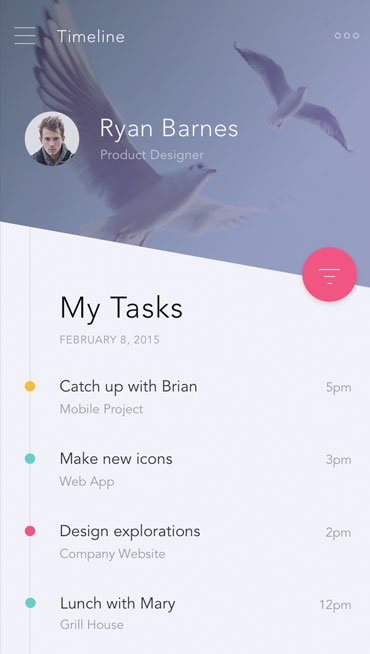 Timeline
Ryan Barnes
Product Designer
My Tasks
FEBRUARY 8, 2015
Catch up with Brian
5pm
Mobile Project
Make new icons
3pm
Web App
Design explorations
2pm
Company Website
Lunch with Mary
12pm
Grill House